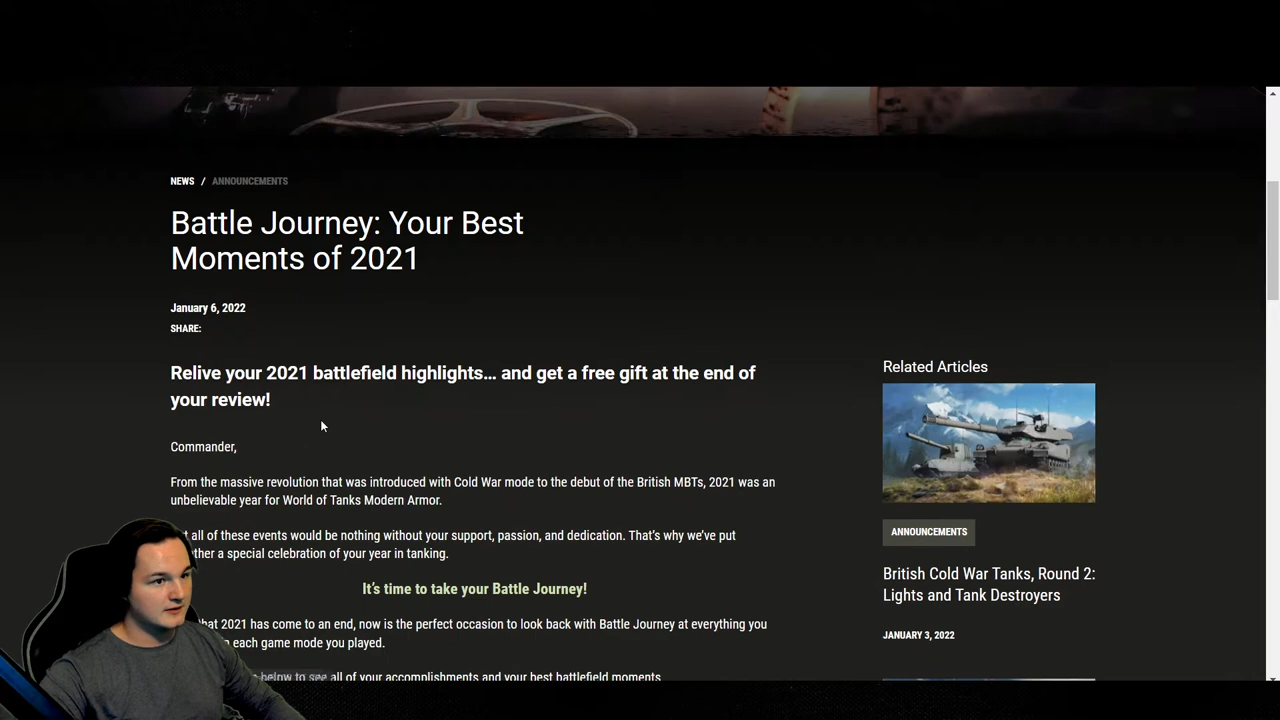 NEWS / ANNOUNCEMENTS
Battle Journey: Your Best
Moments of 2021
January 6, 2022
SHARE:
Relive your 2021 battlefield highlights... and get a free gift at the end of
your review!
Commander,
From the massive revolution that was introduced with Cold War mode to the debut of the British MBTs, 2021 was an
unbelievable year for World of Tanks Modern Armor.
all of these events would be nothing without your support, passion, and dedication. That's why we've put
a special celebration of your year in tanking.
It's time to take your Battle Journey!
that 2021 has come to an end, now is the perfect occasion to look back with Battle Journey at everything you
each game mode you played.
below to see all of your accomplishments and your best battlefield moments
Related Articles
ANNOUNCEMENTS
British Cold War Tanks, Round 2:
Lights and Tank Destroyers
JANUARY 3, 2022